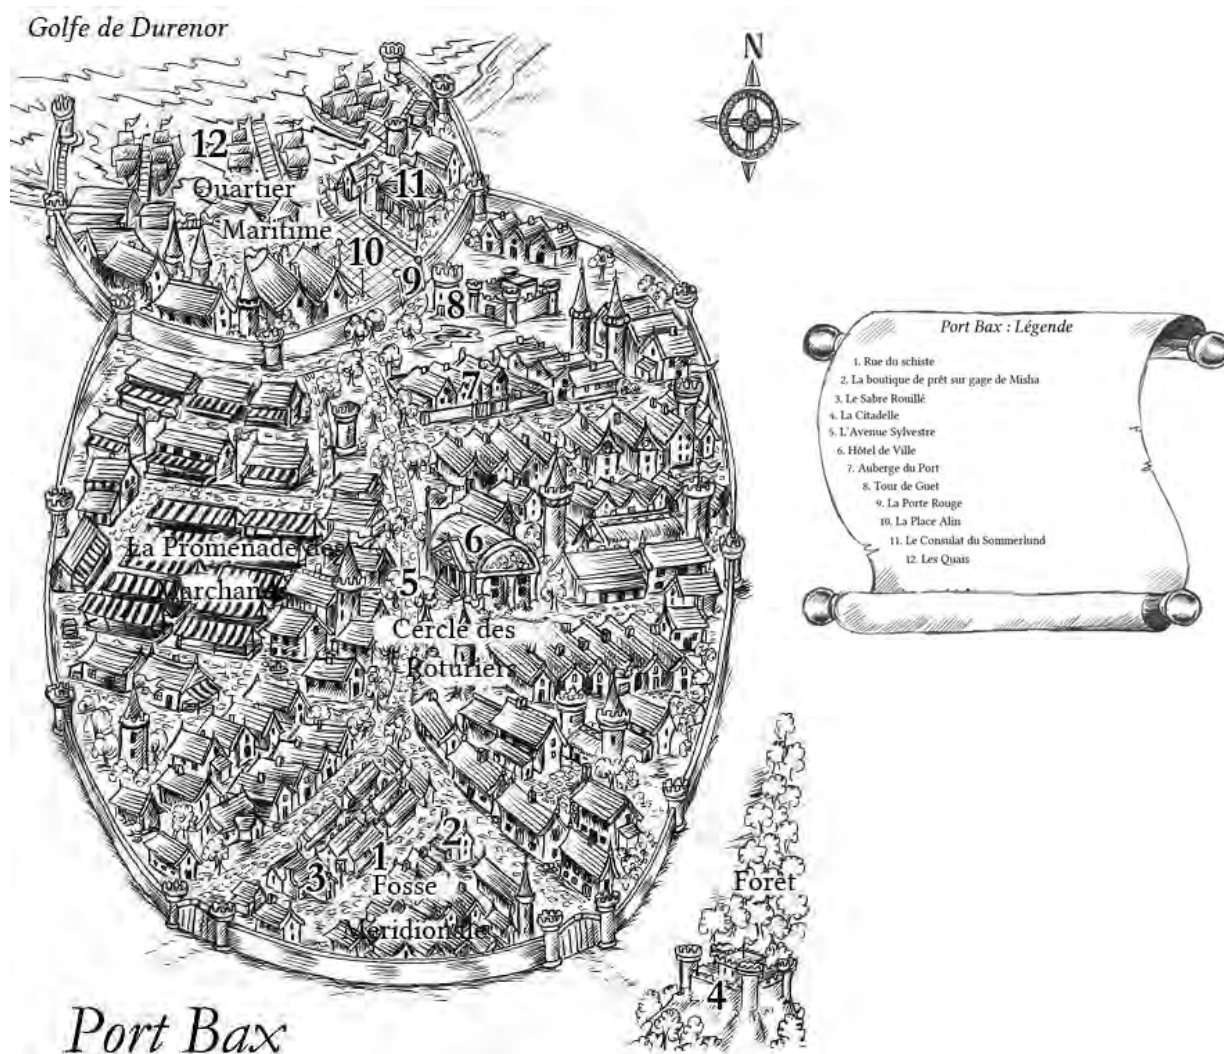 Golfe de Durenor
N
12
Quartier
11
Maritime
10
9
8
Port Bax : Légende
1. Rue du schiste
2. La boutique de prêt sur gage de Misha
3. Le Sabre Rouillé
4. La Citadelle
5. L'Avenue Sylvestre
6. Hôtel de Ville
7. Auberge du Port
8. Tour de Guet
9. La Porte Rouge
10. La Place Alin
11. Le Consulat du Sommerlund
12. Les Quais
7
6
La Promenade des
Marchands
5
Cercle des
Roturiers
2
1
3
Fosse
Méridionale
Forêt
4
Port Bax